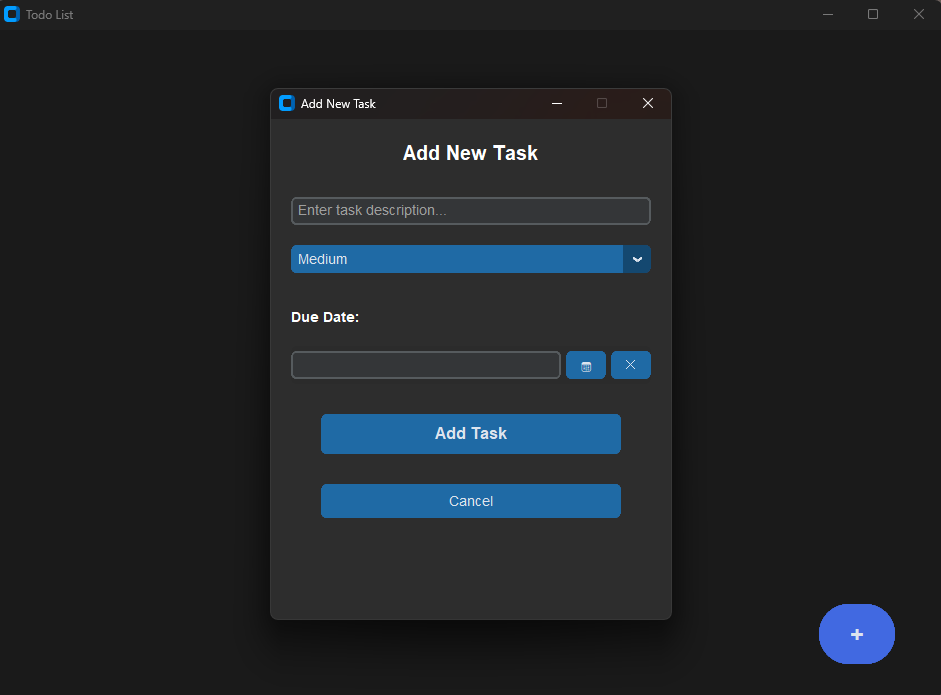 Todo List
Add New Task
Add New Task
Enter task description...
Medium
Due Date:
Add Task
Cancel
+